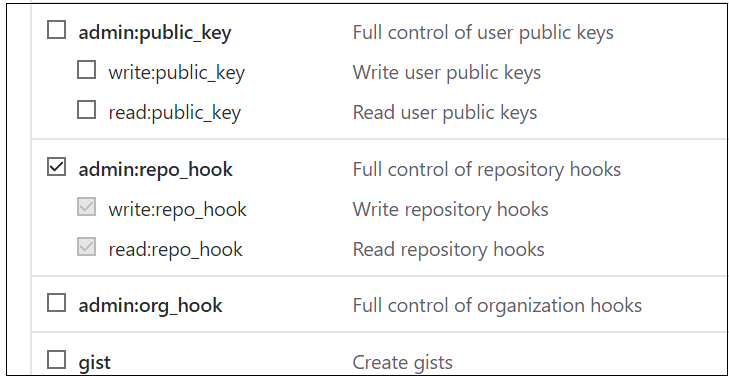 admin:public_key Full control of user public keys
write:public_key Write user public keys
read:public_key Read user public keys
admin:repo_hook Full control of repository hooks
write:repo_hook Write repository hooks
read:repo_hook Read repository hooks
admin:org_hook Full control of organization hooks
gist Create gists